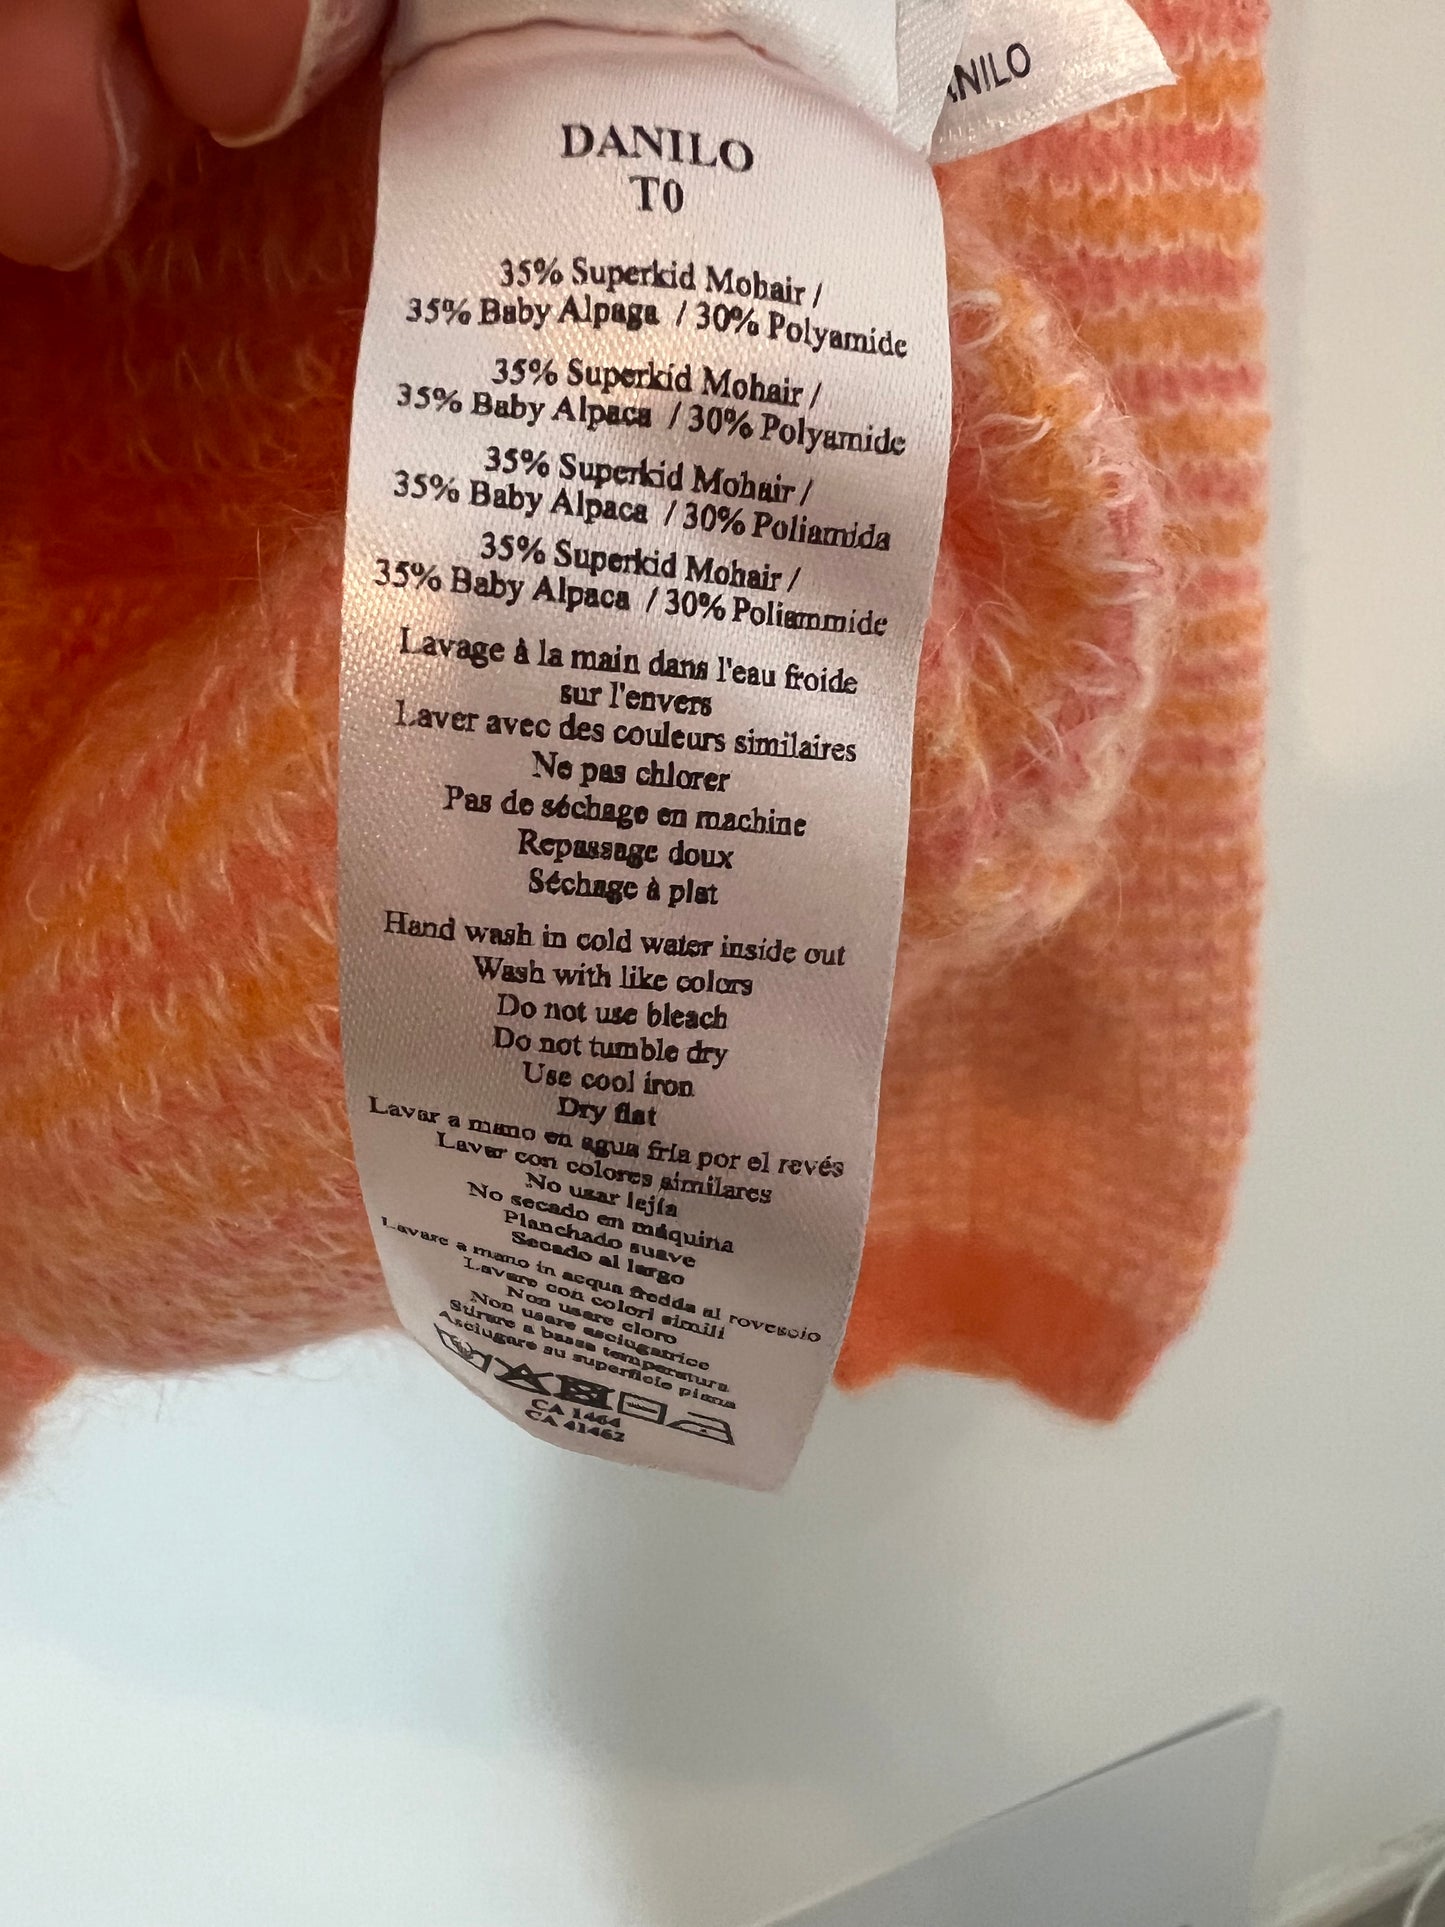 ANILO
DANILO
T0
35% Superkid Mohair /
35% Baby Alpaga / 30% Polyamide
35% Superkid Mohair /
35% Baby Alpaca / 30% Polyamide
35% Superkid Mohair /
35% Baby Alpaca / 30% Poliamida
35% Superkid Mohair /
35% Baby Alpaca / 30% Poliammide
Lavage à la main dans l'eau froide
sur l'envers
Laver avec des couleurs similaires
Ne pas chlorer
Pas de séchage en machine
Repassage doux
Séchage à plat
Hand wash in cold water inside out
Wash with like colors
Do not use bleach
Do not tumble dry
Use cool iron
Dry flat
Lavar a mano en agua fría por el revés
Lavar con colores similares
No usar lejía
No secado en máquina
Planchado suave
Secado al largo
Lavare a mano in acqua fredda al rovescio
Lavare con colori simili
Non usare cloro
Non usare asciugatrice
Stirare a bassa temperatura
Asciugare su superficie piana
CA 1464
CA 41462